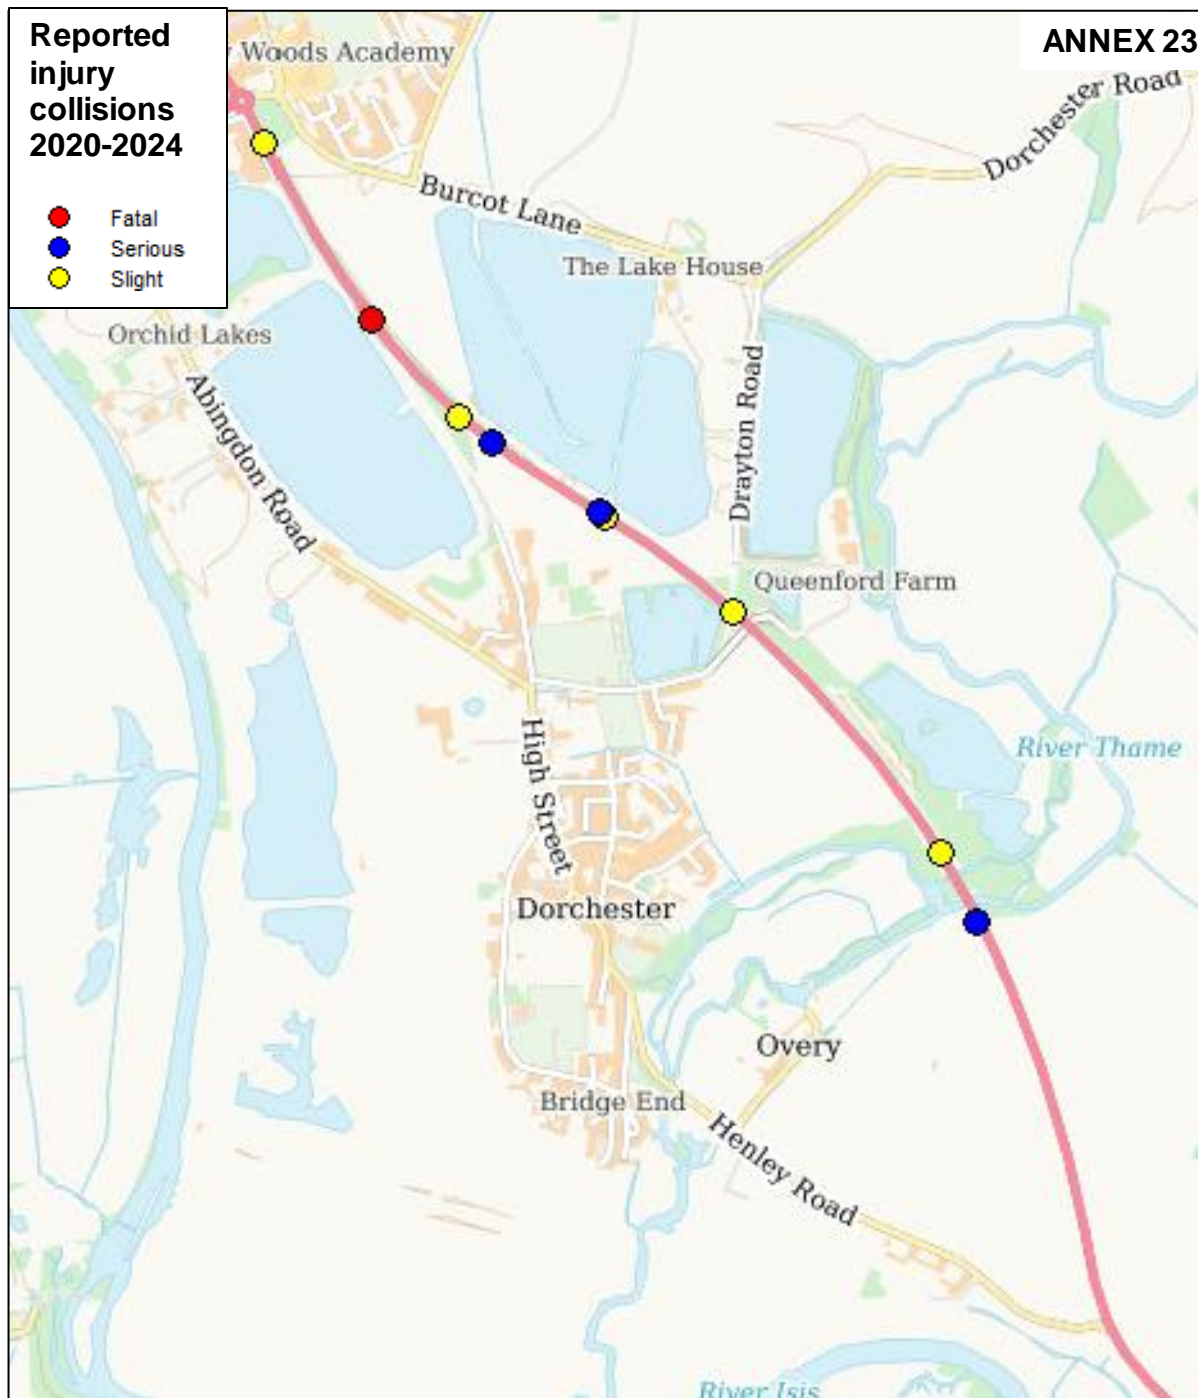 Reported
injury
collisions
2020-2024
Fatal
Serious
Slight
ANNEX 23
Woods Academy
Dorchester Road
Burcot Lane
The Lake House
Orchid Lakes
Abingdon Road
Drayton Road
Queenford Farm
River Thame
High Street
Dorchester
Overy
Bridge End
Henley Road
River Isis